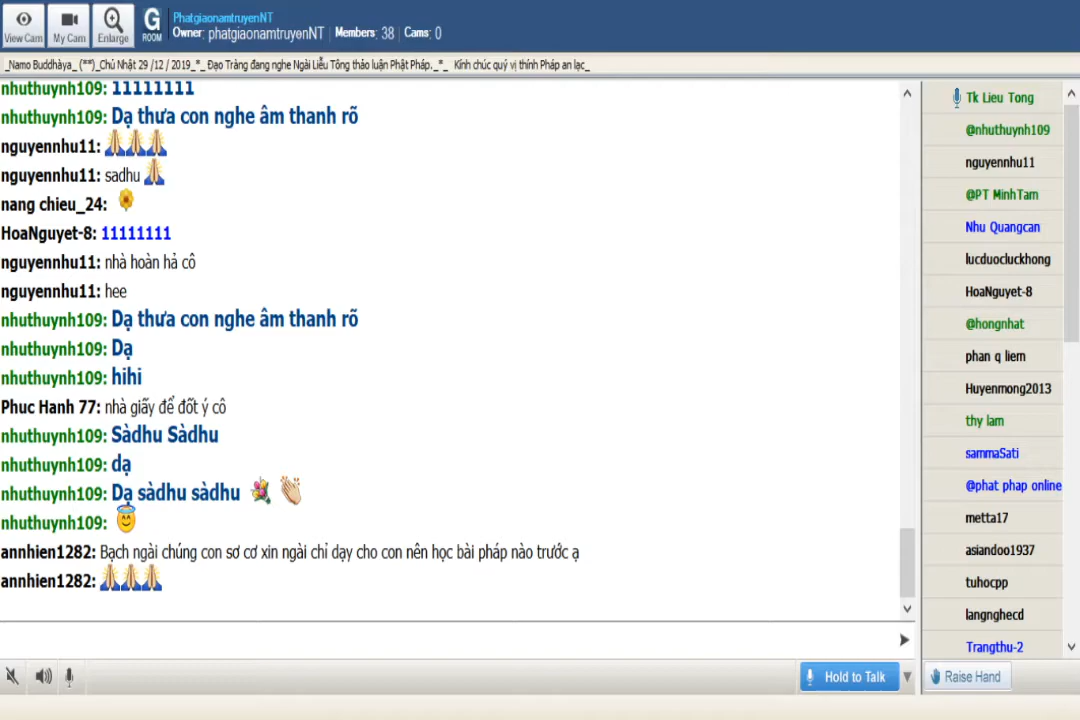 View Cam My Cam Enlarge G ROOM
PhatgiaonamtruyenNT
Owner: phatgiaonamtruyenNT Members: 38 Cams: 0
_Namo Buddhàya_ (**)_Chủ Nhật 29 /12 / 2019_*_ Đạo Tràng đang nghe Ngài Liễu Tông thảo luận Phật Pháp._*_ Kính chúc quý vị thính Pháp an lạc_
nhuthuynh109: 11111111
nhuthuynh109: Dạ thưa con nghe âm thanh rõ
nguyennhu11:
nguyennhu11: sadhu
nang chieu_24:
HoaNguyet-8: 11111111
nguyennhu11: nhà hoàn hả cô
nguyennhu11: hee
nhuthuynh109: Dạ thưa con nghe âm thanh rõ
nhuthuynh109: Dạ
nhuthuynh109: hihi
Phuc Hanh 77: nhà giấy để đốt ý cô
nhuthuynh109: Sàdhu Sàdhu
nhuthuynh109: dạ
nhuthuynh109: Dạ sàdhu sàdhu
nhuthuynh109:
annhien1282: Bạch ngài chúng con sơ cơ xin ngài chỉ dạy cho con nên học bài pháp nào trước ạ
annhien1282:
Tk Lieu Tong
@nhuthuynh109
nguyennhu11
@PT MinhTam
Nhu Quangcan
lucduocluckhong
HoaNguyet-8
@hongnhat
phan q liem
Huyenmong2013
thy lam
sammaSati
@phat phap online
metta17
asiandoo1937
tuhocpp
langnghecd
Trangthu-2
Hold to Talk
Raise Hand